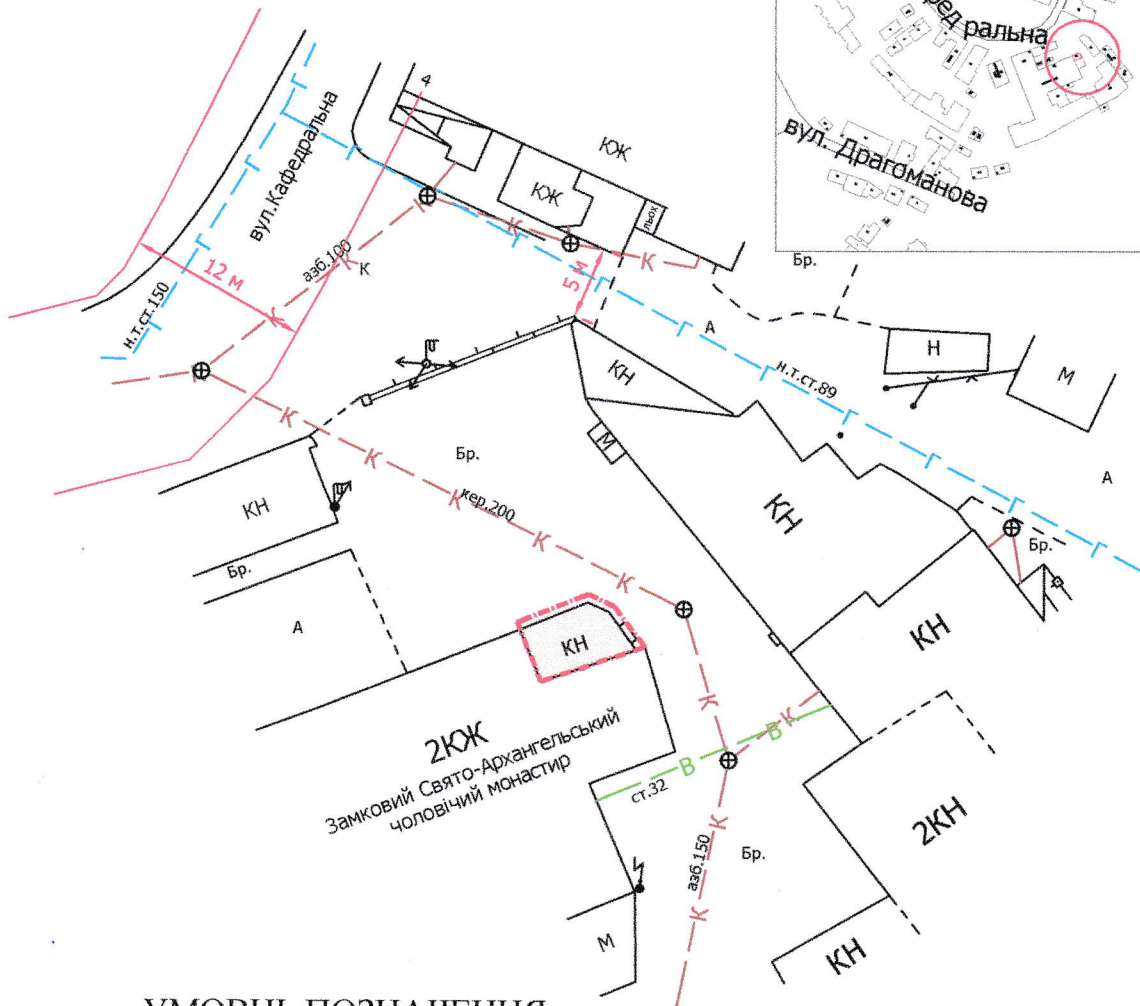 ральна
вул. Драгоманова
4
КЖ
вул.Кафедральна
КЖ
льох
К
К
азб.100
К
к
К
12 м
5 м
Бр.
н.т.ст.150
К
А
н.т.ст.89
Н
М
К
К
КН
М
Бр.
К
кер.200
А
КН
КН
К
Бр.
Бр.
К
А
КН
КН
К
2КЖ
Замковий Свято-Архангельський
чоловічий монастир
К
В
В
ст.32
2КН
К
азб.150
Бр.
К
М
КН
УМОВНІ ПОЗНАЧЕННЯ